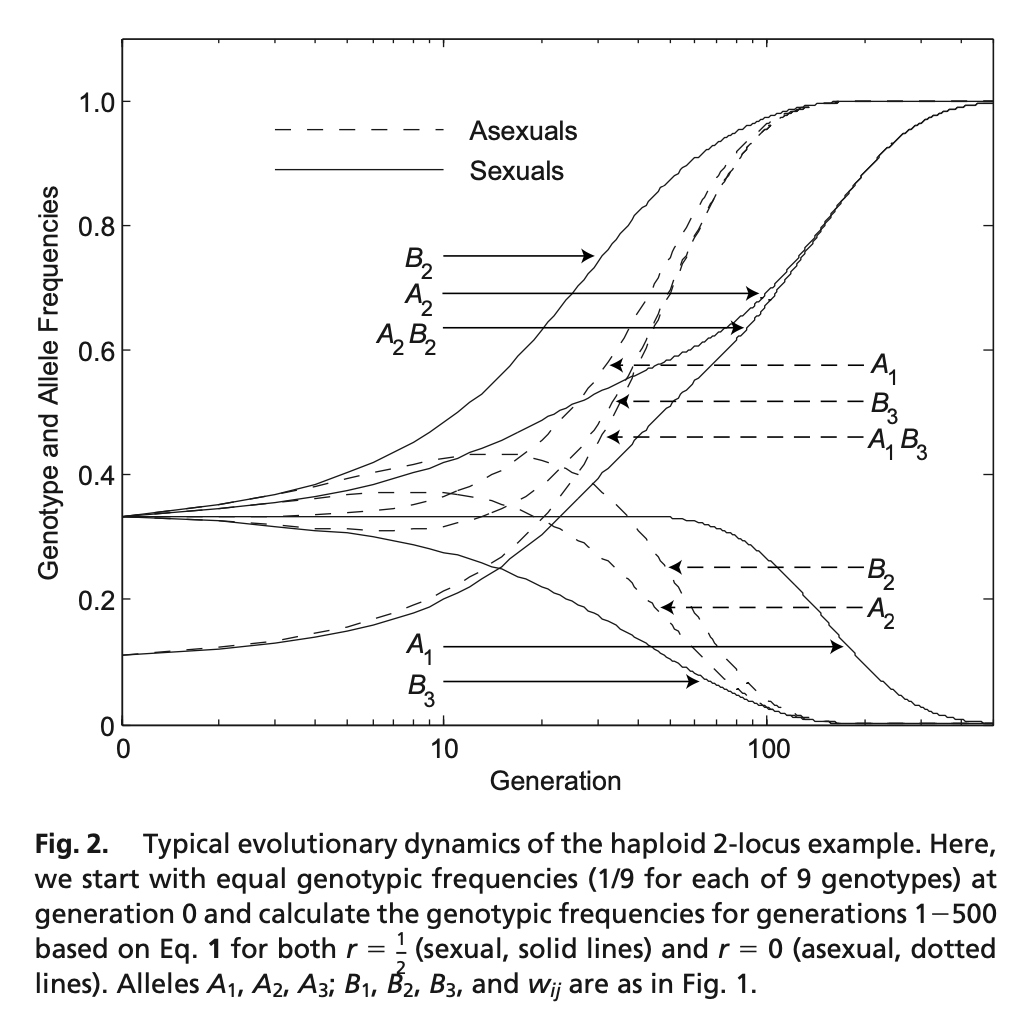 1.0
0.8
0.6
0.4
0.2
0
Genotype and Allele Frequencies
Asexuals
Sexuals
B2
A2
A2B2
A1
B3
A1B3
B2
A2
A1
B3
0 10 100
Generation
Fig. 2. Typical evolutionary dynamics of the haploid 2-locus example. Here,
we start with equal genotypic frequencies (1/9 for each of 9 genotypes) at
generation 0 and calculate the genotypic frequencies for generations 1–500
based on Eq. 1 for both r = 1/2 (sexual, solid lines) and r = 0 (asexual, dotted
lines). Alleles A1, A2, A3; B1, B2, B3, and wij are as in Fig. 1.